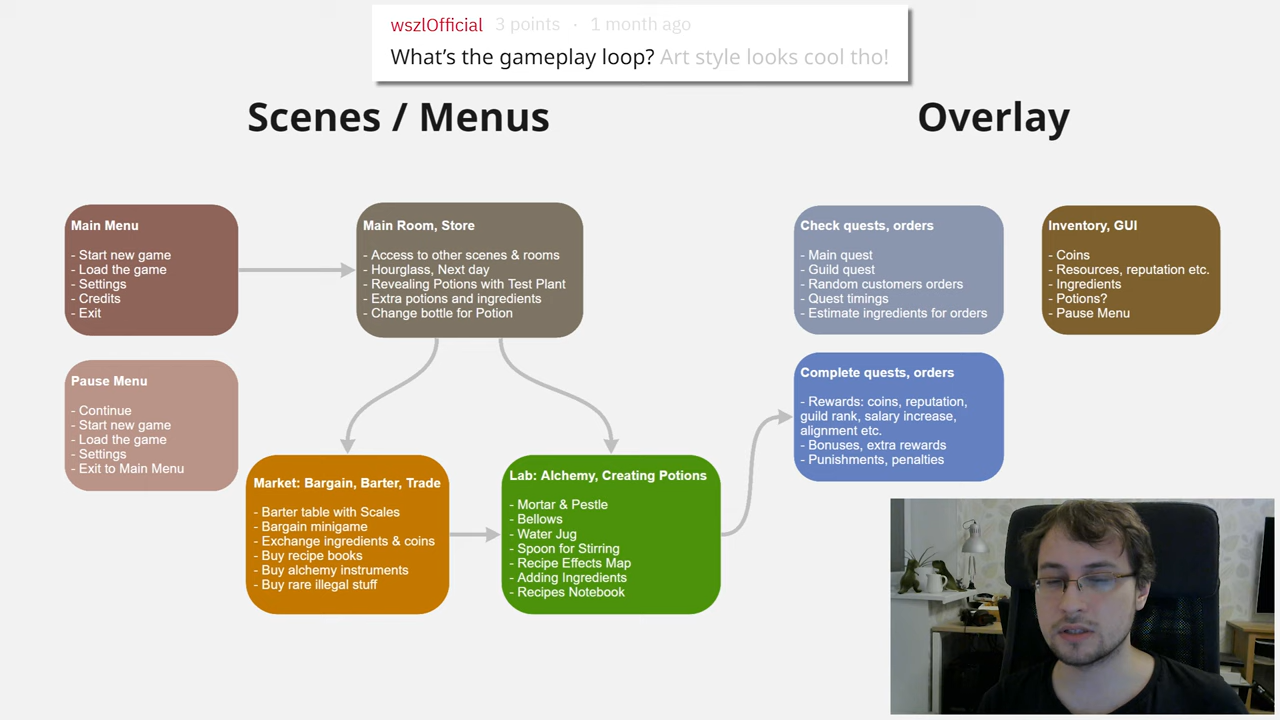 wszlOfficial 3 points · 1 month ago
What's the gameplay loop? Art style looks cool tho!
Scenes / Menus
Overlay
Main Menu
- Start new game
- Load the game
- Settings
- Credits
- Exit
Main Room, Store
- Access to other scenes & rooms
- Hourglass, Next day
- Revealing Potions with Test Plant
- Extra potions and ingredients
- Change bottle for Potion
Check quests, orders
- Main quest
- Guild quest
- Random customers orders
- Quest timings
- Estimate ingredients for orders
Inventory, GUI
- Coins
- Resources, reputation etc.
- Ingredients
- Potions?
- Pause Menu
Pause Menu
- Continue
- Start new game
- Load the game
- Settings
- Exit to Main Menu
Complete quests, orders
- Rewards: coins, reputation,
guild rank, salary increase,
alignment etc.
- Bonuses, extra rewards
- Punishments, penalties
Market: Bargain, Barter, Trade
- Barter table with Scales
- Bargain minigame
- Exchange ingredients & coins
- Buy recipe books
- Buy alchemy instruments
- Buy rare illegal stuff
Lab: Alchemy, Creating Potions
- Mortar & Pestle
- Bellows
- Water Jug
- Spoon for Stirring
- Recipe Effects Map
- Adding Ingredients
- Recipes Notebook